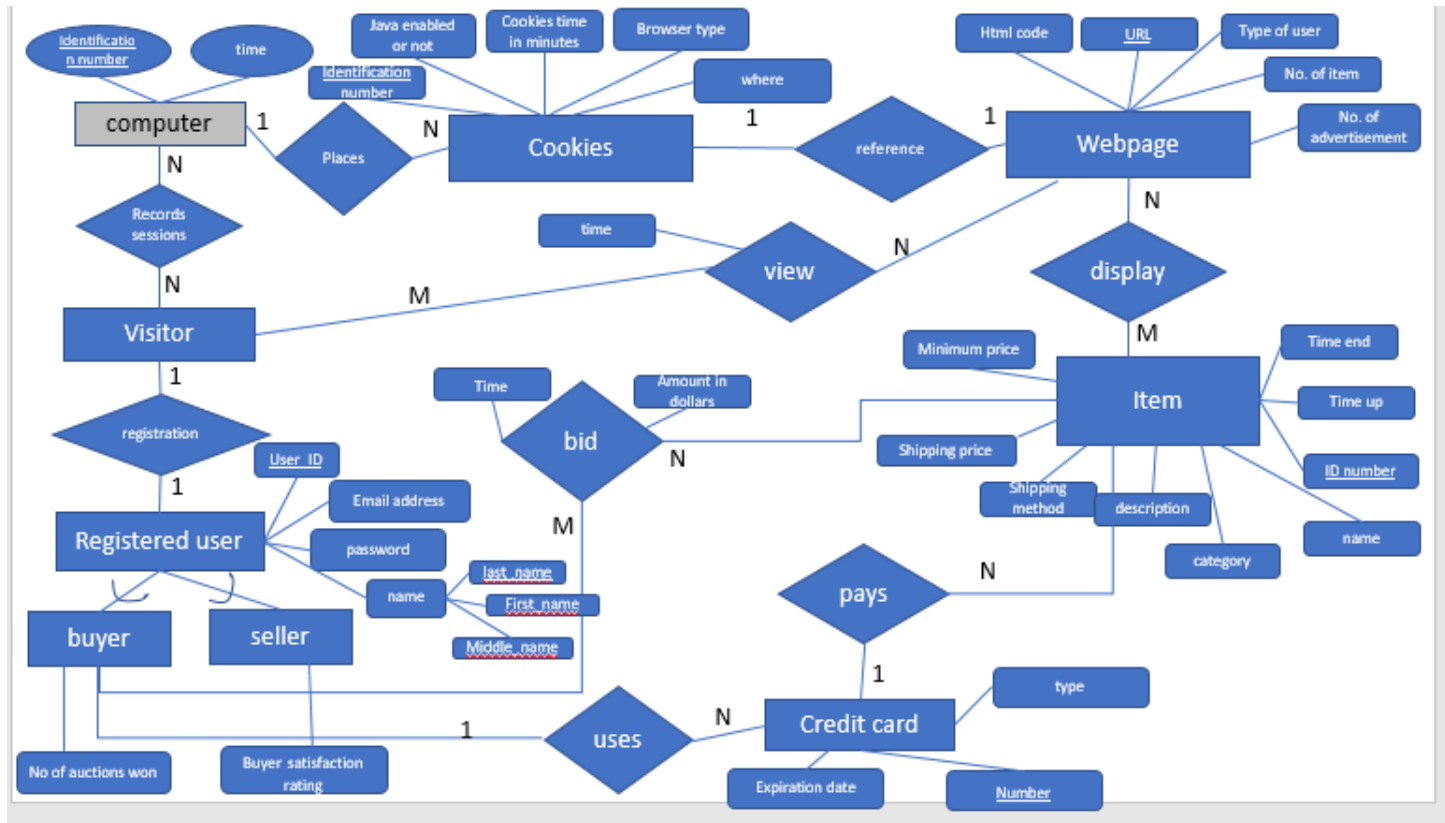 Identificatio
n number
time
Java enabled
or not
Cookies time
in minutes
Browser type
Identification
number
where
Html code
URL
Type of user
No. of item
No. of
advertisement
computer
1
Places
N
Cookies
1
reference
1
Webpage
N
Records
sessions
N
time
view
N
M
N
display
M
Visitor
1
registration
1
Time
Amount in
dollars
bid
N
M
Minimum price
Time end
Item
Time up
Shipping price
ID number
Shipping
method
description
name
category
User_ID
Email address
Registered user
password
name
last_name
First_name
Middle_name
buyer
seller
pays
N
1
1
uses
N
Credit card
type
No of auctions won
Buyer satisfaction
rating
Expiration date
Number